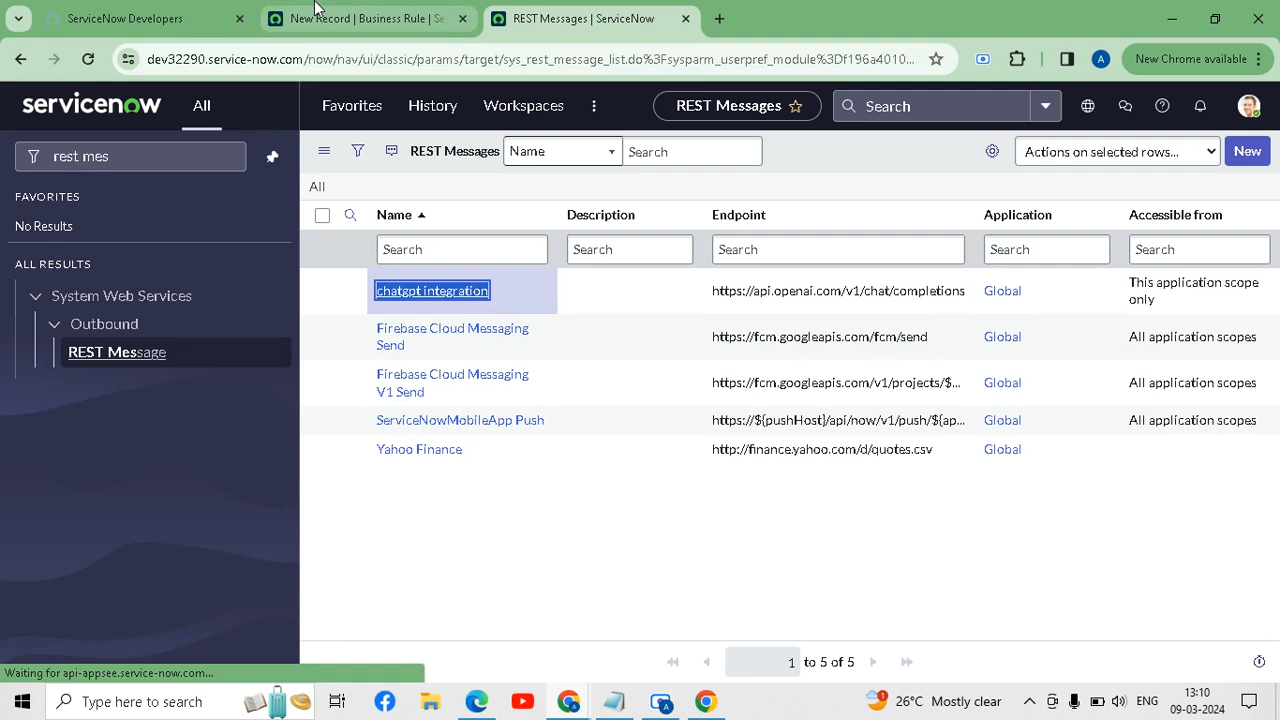 ServiceNow Developers
New Record | Business Rule | Se
REST Messages | ServiceNow
dev32290.service-now.com/now/nav/ui/classic/params/target/sys_rest_message_list.do%3Fsysparm_userpref_module%3Df196a4010...
New Chrome available
servicenow
All
Favorites
History
Workspaces
REST Messages
Search
rest mes
FAVORITES
No Results
ALL RESULTS
System Web Services
Outbound
REST Message
REST Messages
Name
Search
Actions on selected rows...
New
All
Name
Description
Endpoint
Application
Accessible from
Search
Search
Search
Search
Search
chatgpt integration
https://api.openai.com/v1/chat/completions
Global
This application scope
only
Firebase Cloud Messaging
Send
https://fcm.googleapis.com/fcm/send
Global
All application scopes
Firebase Cloud Messaging
V1 Send
https://fcm.googleapis.com/v1/projects/$...
Global
All application scopes
ServiceNowMobileApp Push
https://${pushHost}/api/now/v1/push/${ap...
Global
All application scopes
Yahoo Finance
http://finance.yahoo.com/d/quotes.csv
Global
1 to 5 of 5
Waiting for api-appsee.service-now.com...
Type here to search
26°C Mostly clear
ENG
13:10
09-03-2024